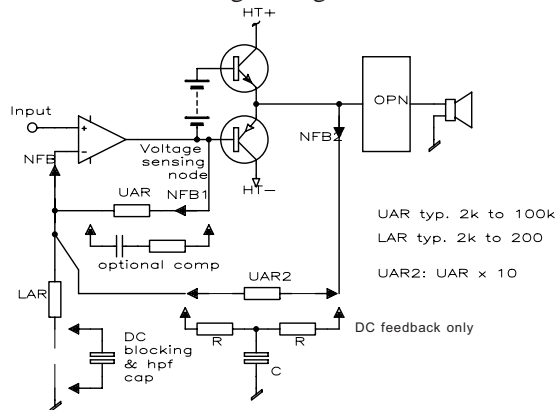 HT+
OPN
Input
+
−
Voltage
sensing
node
NFB2
NFB
HT−
UAR
NFB1
UAR typ. 2k to 100k
LAR typ. 2k to 200
optional comp
UAR2
UAR2: UAR x 10
LAR
DC
blocking
& hpf
cap
R
R
DC feedback only
C